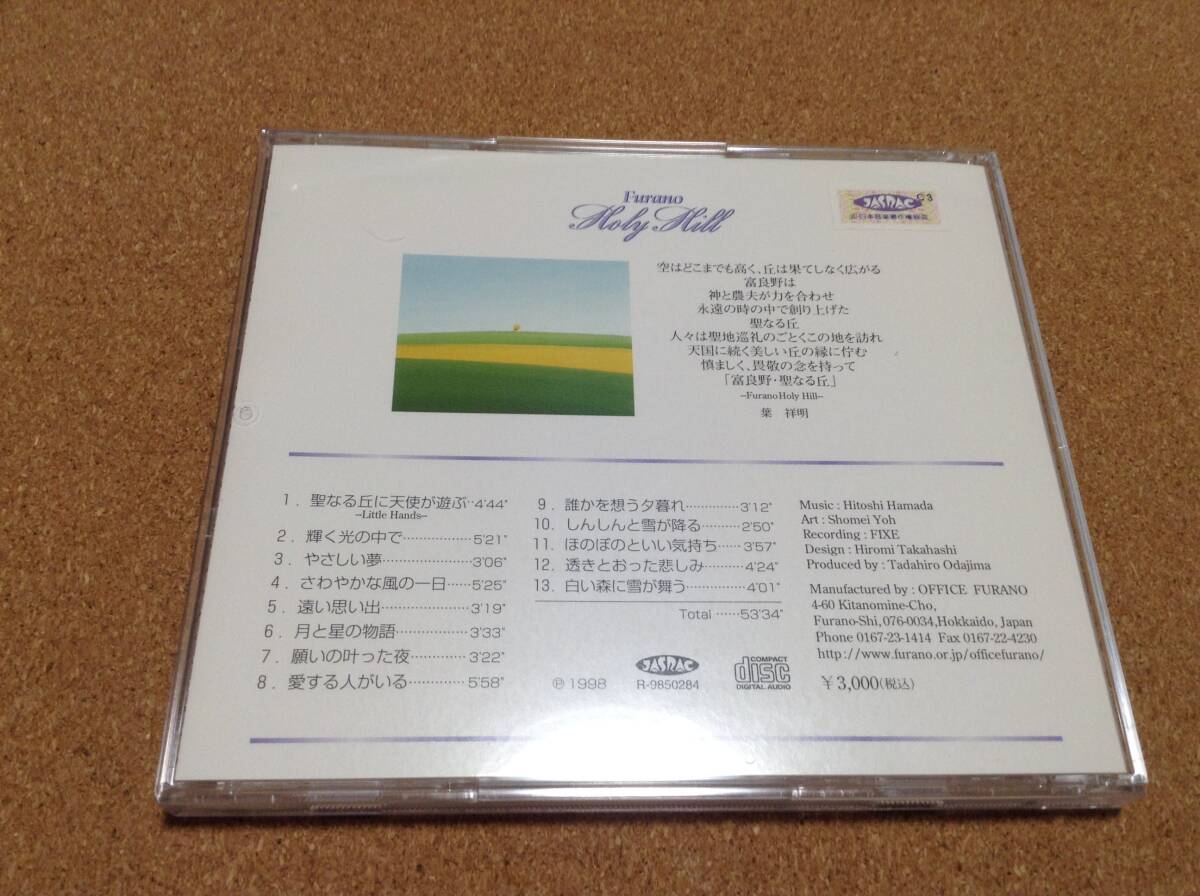 Furano
Holy Hill
JASRAC
空はどこまでも高く、丘は果てしなく広がる
富良野は
神と農夫が力を合わせ
永遠の時の中で創り上げた
聖なる丘
人々は聖地巡礼のごとくこの地を訪れ
天国に続く美しい丘の縁に佇む
慎ましく、畏敬の念を持って
「富良野・聖なる丘」
–Furano Holy Hill–
葉 祥明
1. 聖なる丘に天使が遊ぶ‥4'44"
–Little Hands–
2. 輝く光の中で……………5'21"
3. やさしい夢………………3'06"
4. さわやかな風の一日……5'25"
5. 遠い思い出………………3'19"
6. 月と星の物語……………3'33"
7. 願いの叶った夜…………3'22"
8. 愛する人がいる…………5'58"
9. 誰かを想う夕暮れ…………3'12"
10. しんしんと雪が降る………2'50"
11. ほのぼのといい気持ち……3'57"
12. 透きとおった悲しみ………4'24"
13. 白い森に雪が舞う…………4'01"
Total ……53'34"
℗1998
JASRAC
R-9850284
COMPACT
disc
DIGITAL AUDIO
Music : Hitoshi Hamada
Art : Shomei Yoh
Recording : FIXE
Design : Hiromi Takahashi
Produced by : Tadahiro Odajima
Manufactured by : OFFICE FURANO
4-60 Kitanomine-Cho,
Furano-Shi, 076-0034, Hokkaido, Japan
Phone 0167-23-1414 Fax 0167-22-4230
http://www.furano.or.jp/officefurano/
￥3,000(税込)